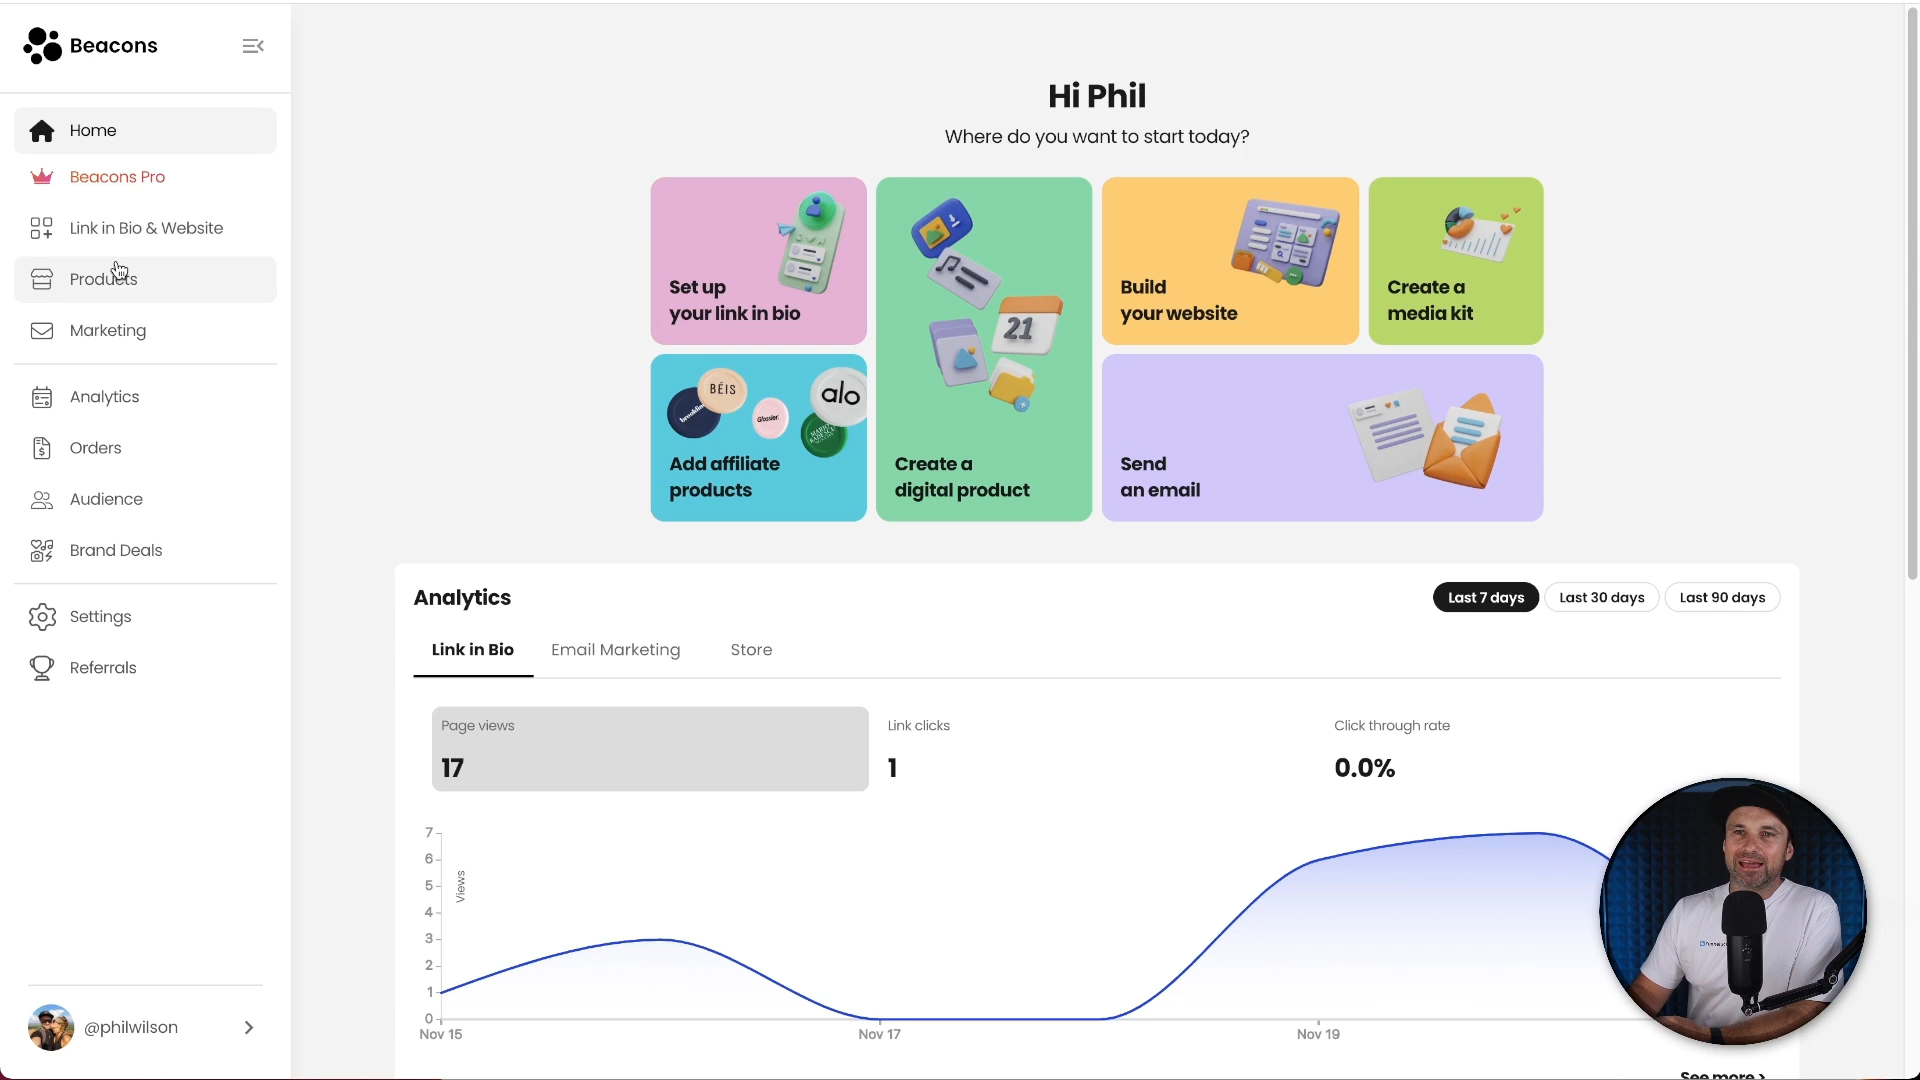 Beacons
Home
Beacons Pro
Link in Bio & Website
Products
Marketing
Analytics
Orders
Audience
Brand Deals
Settings
Referrals
@philwilson
Hi Phil
Where do you want to start today?
Set up
your link in bio
21
Create a
digital product
Build
your website
Create a
media kit
BÉIS
alo
Glossier.
Add affiliate
products
Send
an email
Analytics
Last 7 days
Last 30 days
Last 90 days
Link in Bio
Email Marketing
Store
Page views
17
Link clicks
1
Click through rate
0.0%
7
6
5
4
3
2
1
0
Views
Nov 15
Nov 17
Nov 19
See more >